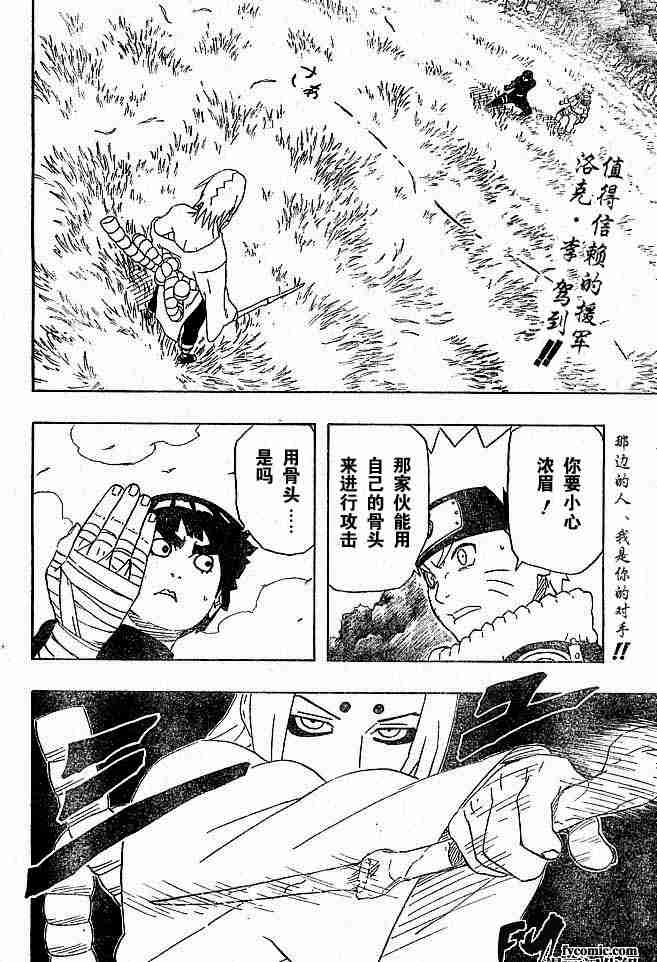 值得信赖的援军
洛克·李 驾到!!
那边的人、我是你的对手!!
你要小心
浓眉！
那家伙能用
自己的骨头
来进行攻击
用骨头……
是吗
fycomic.com